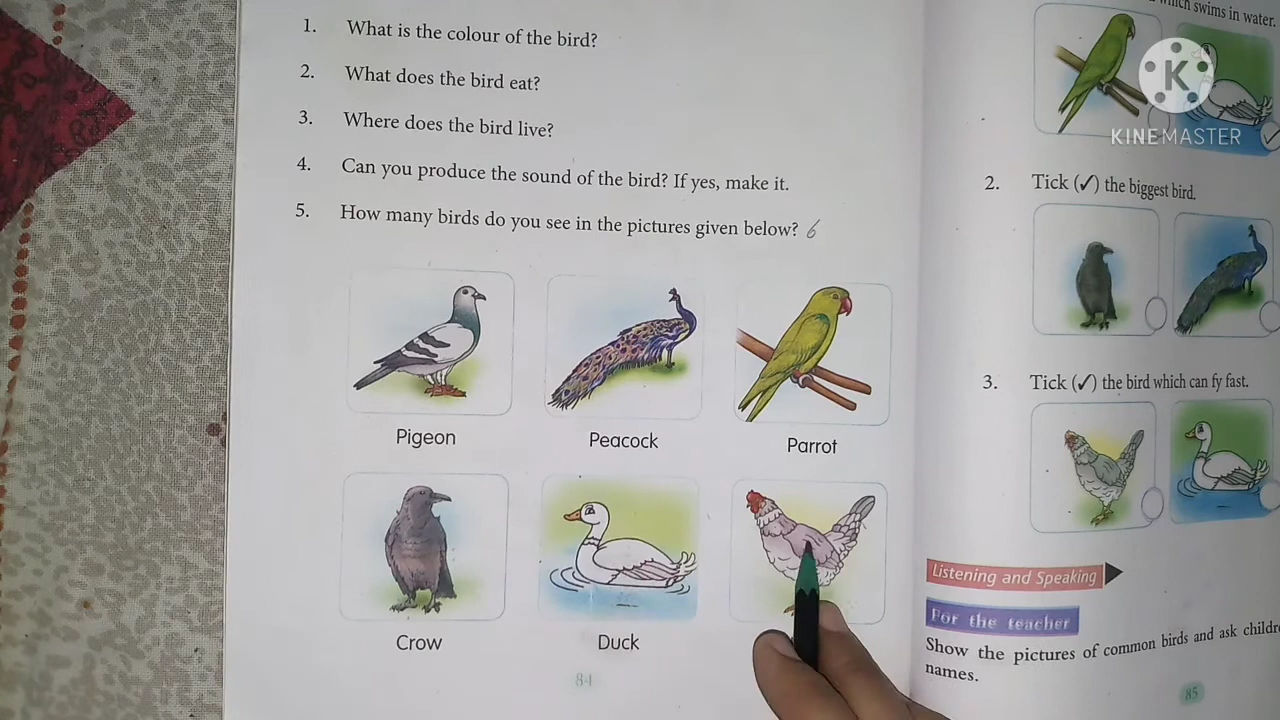 1. What is the colour of the bird?
2. What does the bird eat?
3. Where does the bird live?
4. Can you produce the sound of the bird? If yes, make it.
5. How many birds do you see in the pictures given below? 6
Pigeon
Peacock
Parrot
Crow
Duck
84
which swims in water.
KINEMASTER
2. Tick (✓) the biggest bird.
3. Tick (✓) the bird which can fy fast.
Listening and Speaking
For the teacher
Show the pictures of common birds and ask
names.
85